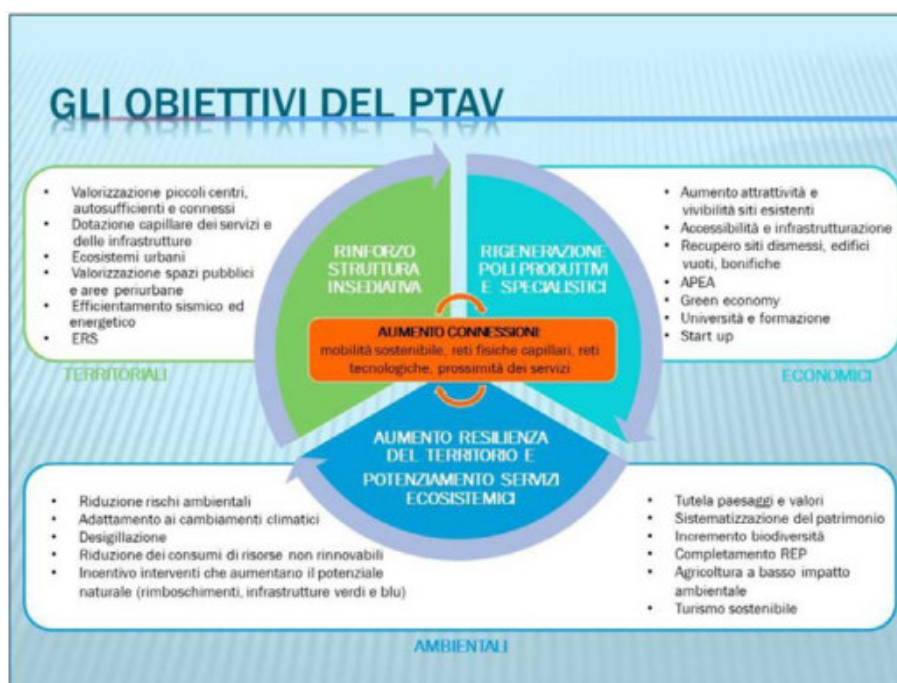 GLI OBIETTIVI DEL PTAV
• Valorizzazione piccoli centri,
autosufficienti e connessi
• Dotazione capillare dei servizi e
delle infrastrutture
• Ecosistemi urbani
• Valorizzazione spazi pubblici
e aree periurbane
• Efficientamento sismico ed
energetico
• ERS
TERRITORIALI
RINFORZO
STRUTTURA
INSEDIATIVA
RIGENERAZIONE
POLI PRODUTTIVI
E SPECIALISTICI
• Aumento attrattività e
vivibilità siti esistenti
• Accessibilità e infrastrutturazione
• Recupero siti dismessi, edifici
vuoti, bonifiche
• APEA
• Green economy
• Università e formazione
• Start up
ECONOMICI
AUMENTO CONNESSIONI:
mobilità sostenibile, reti fisiche capillari, reti
tecnologiche, prossimità dei servizi
AUMENTO RESILIENZA
DEL TERRITORIO E
POTENZIAMENTO SERVIZI
ECOSISTEMICI
• Riduzione rischi ambientali
• Adattamento ai cambiamenti climatici
• Desigillazione
• Riduzione dei consumi di risorse non rinnovabili
• Incentivo interventi che aumentano il potenziale
naturale (rimboschimenti, infrastrutture verdi e blu)
• Tutela paesaggi e valori
• Sistematizzazione del patrimonio
• Incremento biodiversità
• Completamento REP
• Agricoltura a basso impatto
ambientale
• Turismo sostenibile
AMBIENTALI